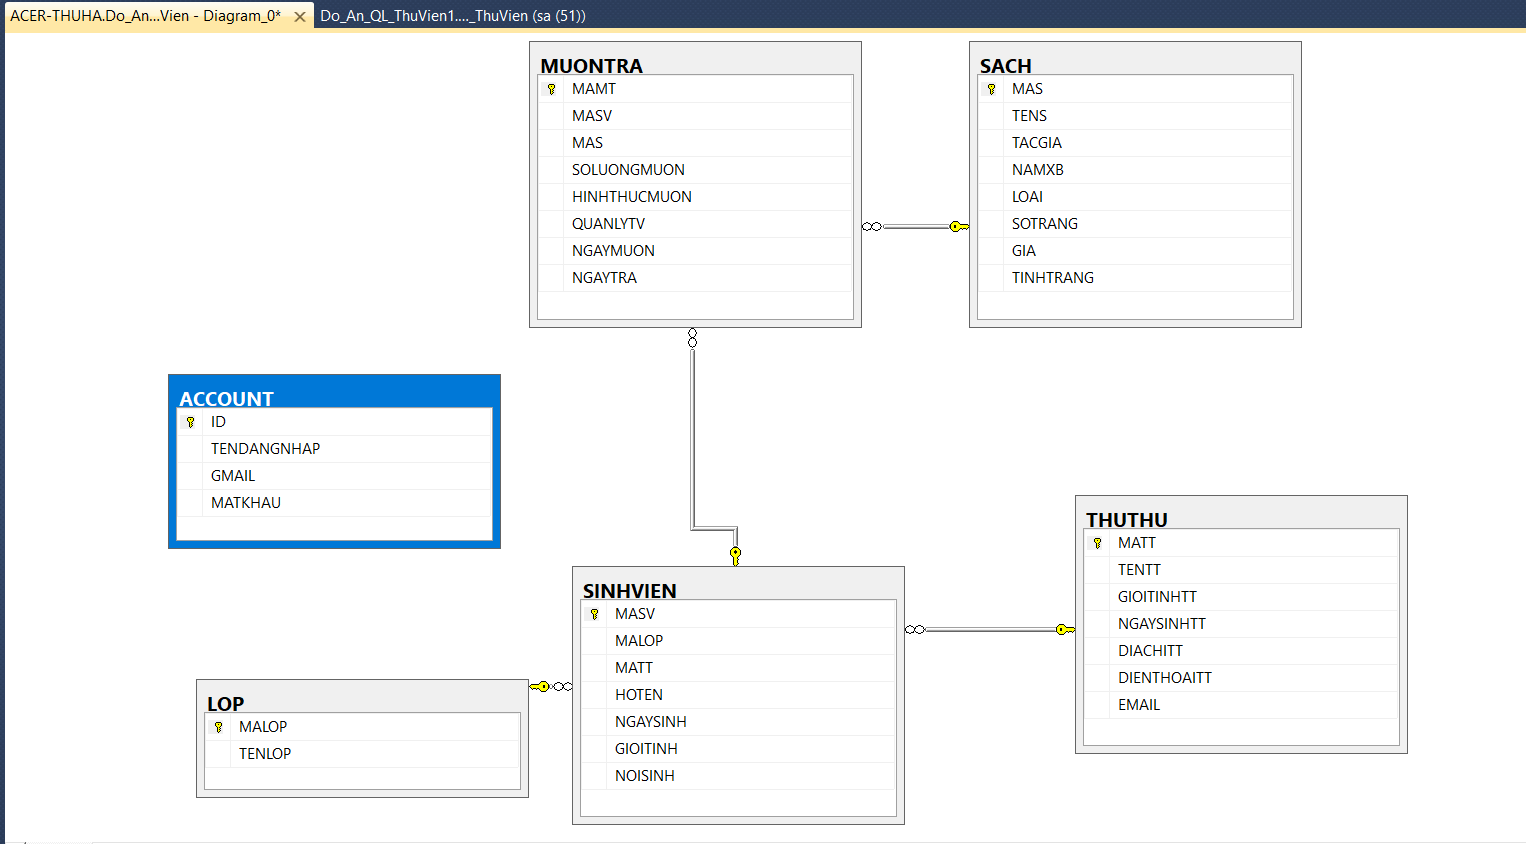 ACER-THUHA.Do_An...Vien - Diagram_0*
Do_An_QL_ThuVien1...._ThuVien (sa (51))
MUONTRA
MAMT
MASV
MAS
SOLUONGMUON
HINHTHUCMUON
QUANLYTV
NGAYMUON
NGAYTRA
SACH
MAS
TENS
TACGIA
NAMXB
LOAI
SOTRANG
GIA
TINHTRANG
ACCOUNT
ID
TENDANGNHAP
GMAIL
MATKHAU
THUTHU
MATT
TENTT
GIOITINHTT
NGAYSINHTT
DIACHITT
DIENTHOAITT
EMAIL
SINHVIEN
MASV
MALOP
MATT
HOTEN
NGAYSINH
GIOITINH
NOISINH
LOP
MALOP
TENLOP